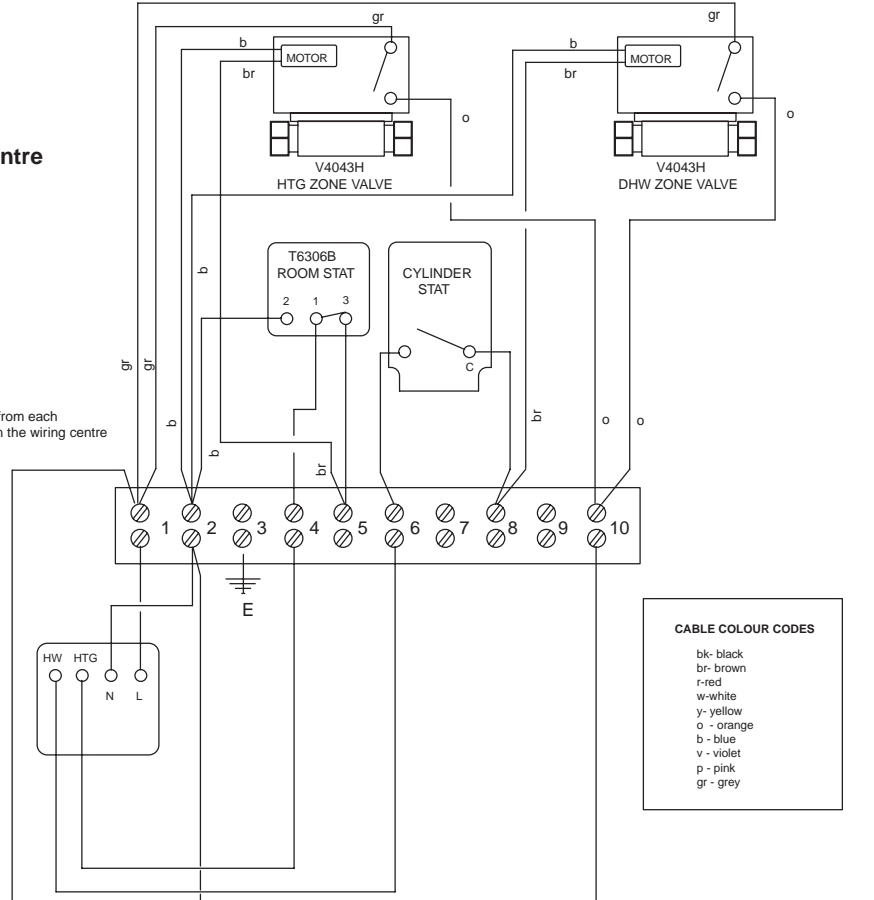 gr
gr
b
b
MOTOR
MOTOR
br
br
o
o
ntre
V4043H
HTG ZONE VALVE
V4043H
DHW ZONE VALVE
T6306B
ROOM STAT
CYLINDER
STAT
b
2 1 3
gr
gr
C
from each
n the wiring centre
b
b
br
br
o
o
1 2 3 4 5 6 7 8 9 10
E
HW HTG
N L
CABLE COLOUR CODES
bk- black
br- brown
r-red
w-white
y- yellow
o - orange
b - blue
v - violet
p - pink
gr - grey